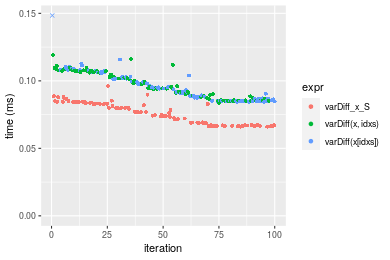 0.15
0.10
0.05
0.00
time (ms)
0
25
50
75
100
iteration
expr
varDiff_x_S
varDiff(x, idxs)
varDiff(x[idxs])